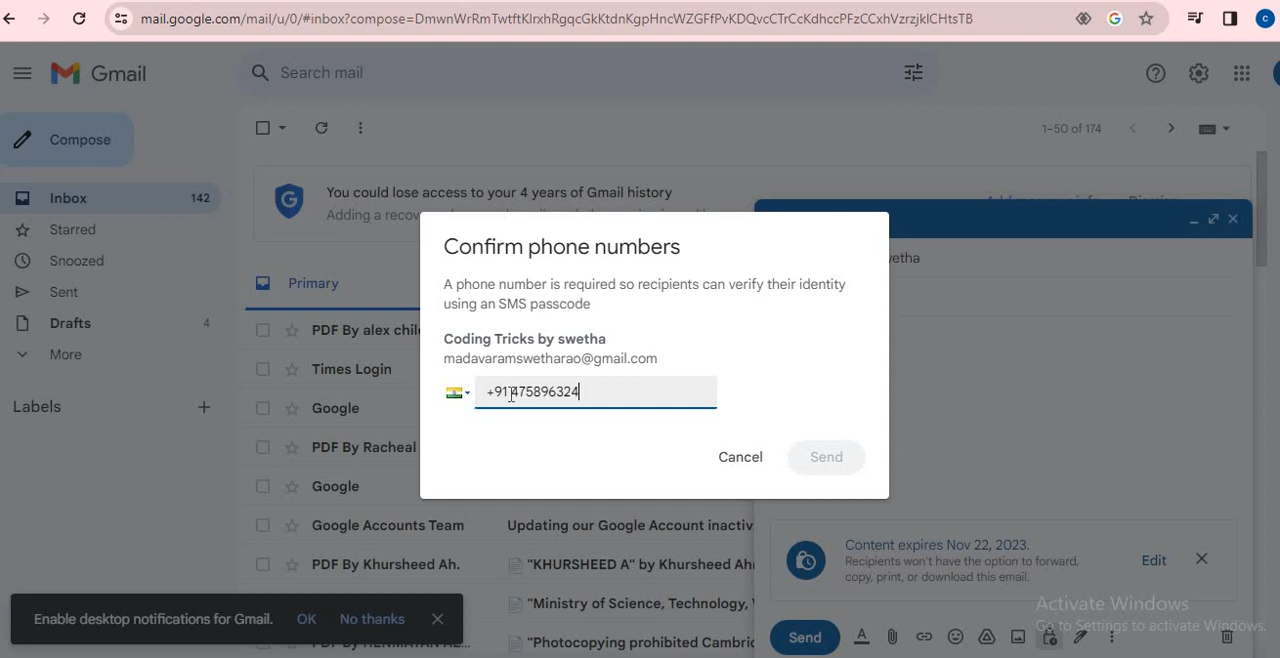 mail.google.com/mail/u/0/#inbox?compose=DmwnWrRmTwtftKlrxhRgqcGkKtdnKgpHncWZGFfPvKDQvcCTrCcKdhccPFzCCxhVzrzjklCHtsTB
C
Gmail
Search mail
Compose
1–50 of 174
Inbox 142
Starred
Snoozed
Sent
Drafts 4
More
Labels
You could lose access to your 4 years of Gmail history
Adding a
Primary
PDF By alex
Times Login
Google
PDF By Racheal
Google
Google Accounts Team Updating our Google Account
PDF By Khursheed Ah. "KHURSHEED A" by Khursheed
"Ministry of Science, Technology,
"Photocopying prohibited
Confirm phone numbers
A phone number is required so recipients can verify their identity
using an SMS passcode
Coding Tricks by swetha
madavaramswetharao@gmail.com
+91 475896324
Cancel Send
Content expires Nov 22, 2023.
Recipients won't have the option to forward,
copy, print, or download this email.
Edit
Enable desktop notifications for Gmail. OK No thanks
Activate Windows
Go to Settings to activate Windows.
Send